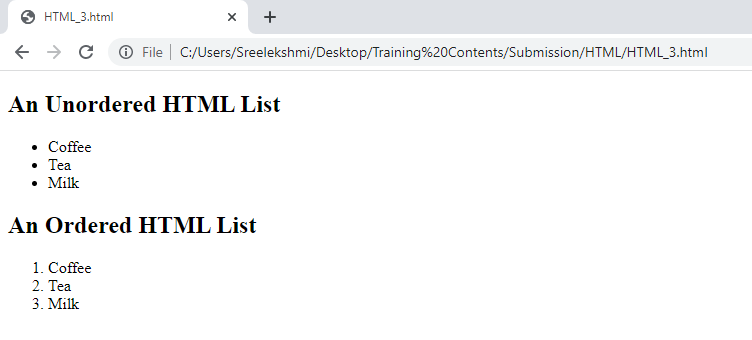 HTML_3.html
File | C:/Users/Sreelekshmi/Desktop/Training%20Contents/Submission/HTML/HTML_3.html
An Unordered HTML List
• Coffee
• Tea
• Milk
An Ordered HTML List
1. Coffee
2. Tea
3. Milk